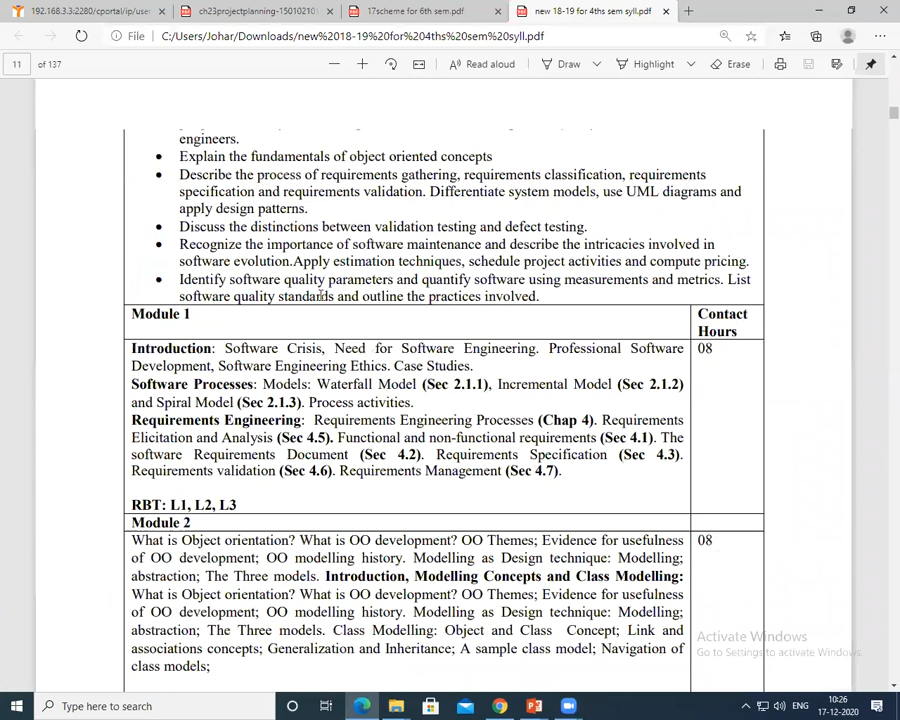 192.168.3.3:2280/cportal/ip/user
ch23projectplanning-15010210
17scheme for 6th sem.pdf
new 18-19 for 4ths sem syll.pdf
File
C:/Users/Johar/Downloads/new%2018-19%20for%204ths%20sem%20syll.pdf
11 of 137
Read aloud
Draw
Highlight
Erase
engineers.
• Explain the fundamentals of object oriented concepts
• Describe the process of requirements gathering, requirements classification, requirements
specification and requirements validation. Differentiate system models, use UML diagrams and
apply design patterns.
• Discuss the distinctions between validation testing and defect testing.
• Recognize the importance of software maintenance and describe the intricacies involved in
software evolution.Apply estimation techniques, schedule project activities and compute pricing.
• Identify software quality parameters and quantify software using measurements and metrics. List
software quality standards and outline the practices involved.
Module 1
Contact
Hours
Introduction: Software Crisis, Need for Software Engineering. Professional Software
Development, Software Engineering Ethics. Case Studies.
Software Processes: Models: Waterfall Model (Sec 2.1.1), Incremental Model (Sec 2.1.2)
and Spiral Model (Sec 2.1.3). Process activities.
Requirements Engineering: Requirements Engineering Processes (Chap 4). Requirements
Elicitation and Analysis (Sec 4.5). Functional and non-functional requirements (Sec 4.1). The
software Requirements Document (Sec 4.2). Requirements Specification (Sec 4.3).
Requirements validation (Sec 4.6). Requirements Management (Sec 4.7).
RBT: L1, L2, L3
08
Module 2
What is Object orientation? What is OO development? OO Themes; Evidence for usefulness
of OO development; OO modelling history. Modelling as Design technique: Modelling;
abstraction; The Three models. Introduction, Modelling Concepts and Class Modelling:
What is Object orientation? What is OO development? OO Themes; Evidence for usefulness
of OO development; OO modelling history. Modelling as Design technique: Modelling;
abstraction; The Three models. Class Modelling: Object and Class Concept; Link and
associations concepts; Generalization and Inheritance; A sample class model; Navigation of
class models;
08
Activate Windows
Go to Settings to activate Windows.
Type here to search
10:26
17-12-2020